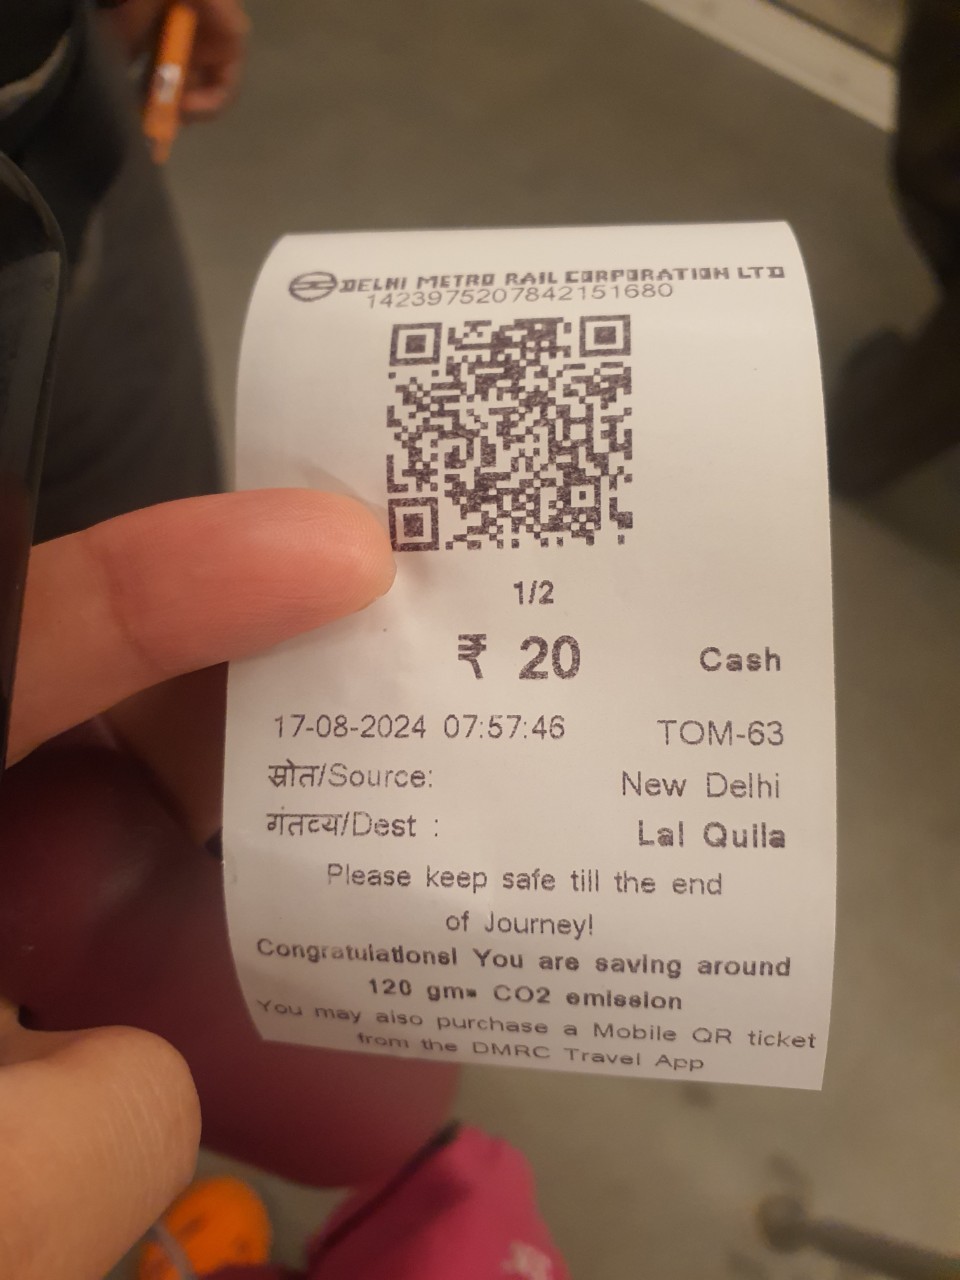 DELHI METRO RAIL CORPORATION LTD
1423975207842151680
1/2
₹ 20 Cash
17-08-2024 07:57:46 TOM-63
स्रोत/Source: New Delhi
गंतव्य/Dest : Lal Quila
Please keep safe till the end
of Journey!
Congratulations! You are saving around
120 gms CO2 emission
You may also purchase a Mobile QR ticket
from the DMRC Travel App